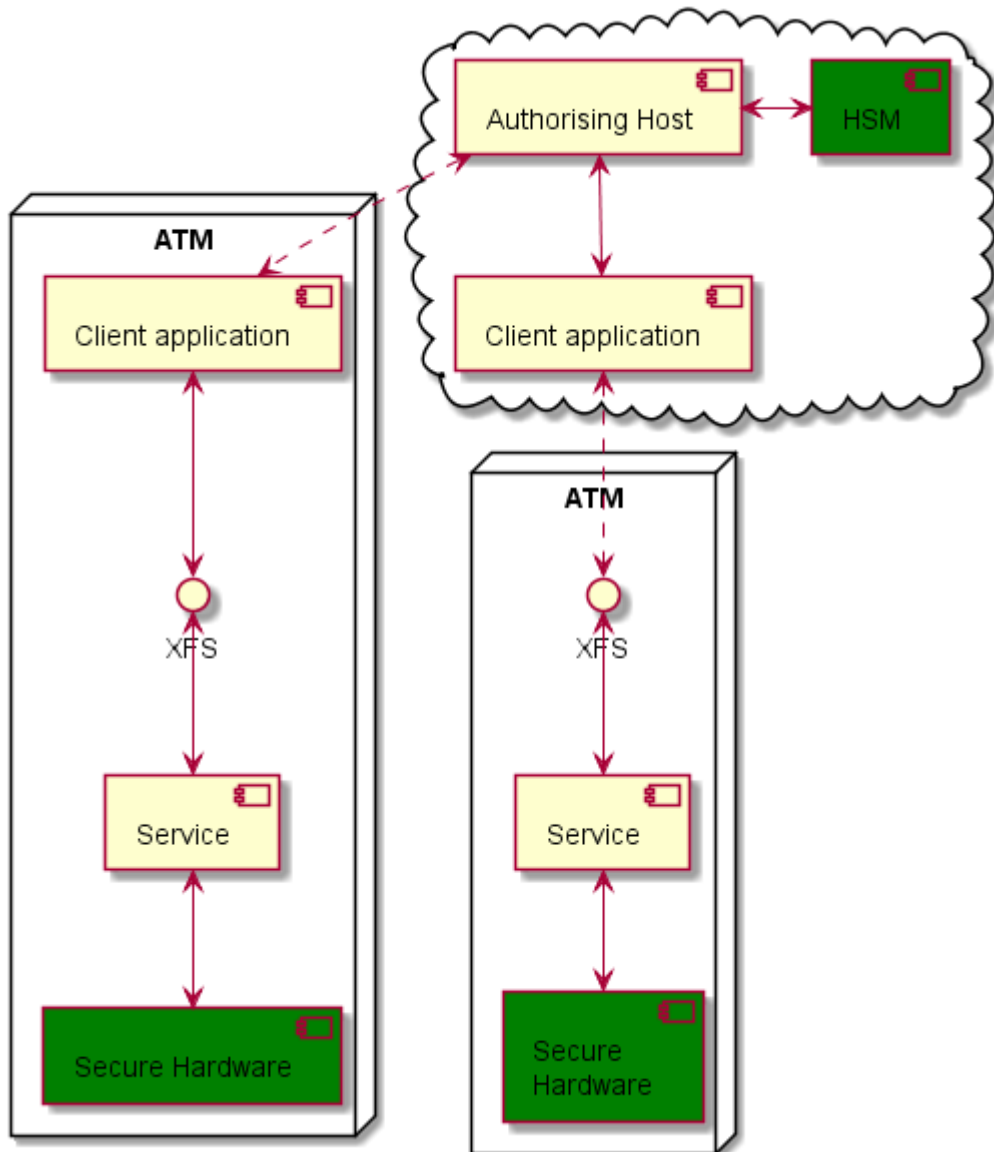 Authorising Host
HSM
ATM
Client application
Client application
ATM
XFS
XFS
Service
Service
Secure Hardware
Secure
Hardware